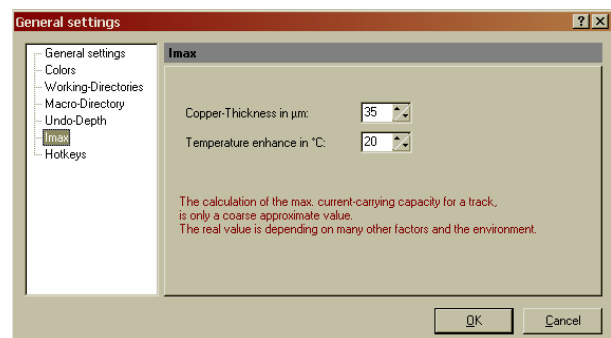 General settings
General settings
Colors
Working-Directories
Macro-Directory
Undo-Depth
Imax
Hotkeys
Imax
Copper-Thickness in µm: 35
Temperature enhance in °C: 20
The calculation of the max. current-carrying capacity for a track,
is only a coarse approximate value.
The real value is depending on many other factors and the environment.
OK Cancel